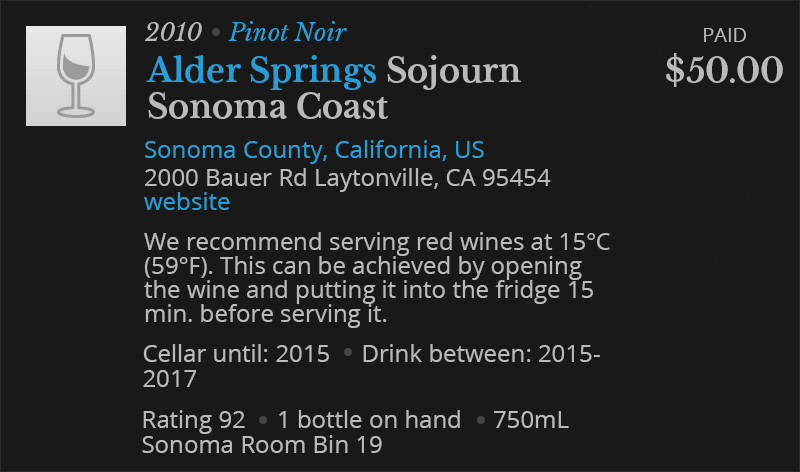 2010 • Pinot Noir
PAID
Alder Springs Sojourn
$50.00
Sonoma Coast
Sonoma County, California, US
2000 Bauer Rd Laytonville, CA 95454
website
We recommend serving red wines at 15°C
(59°F). This can be achieved by opening
the wine and putting it into the fridge 15
min. before serving it.
Cellar until: 2015 • Drink between: 2015-
2017
Rating 92 • 1 bottle on hand • 750mL
Sonoma Room Bin 19